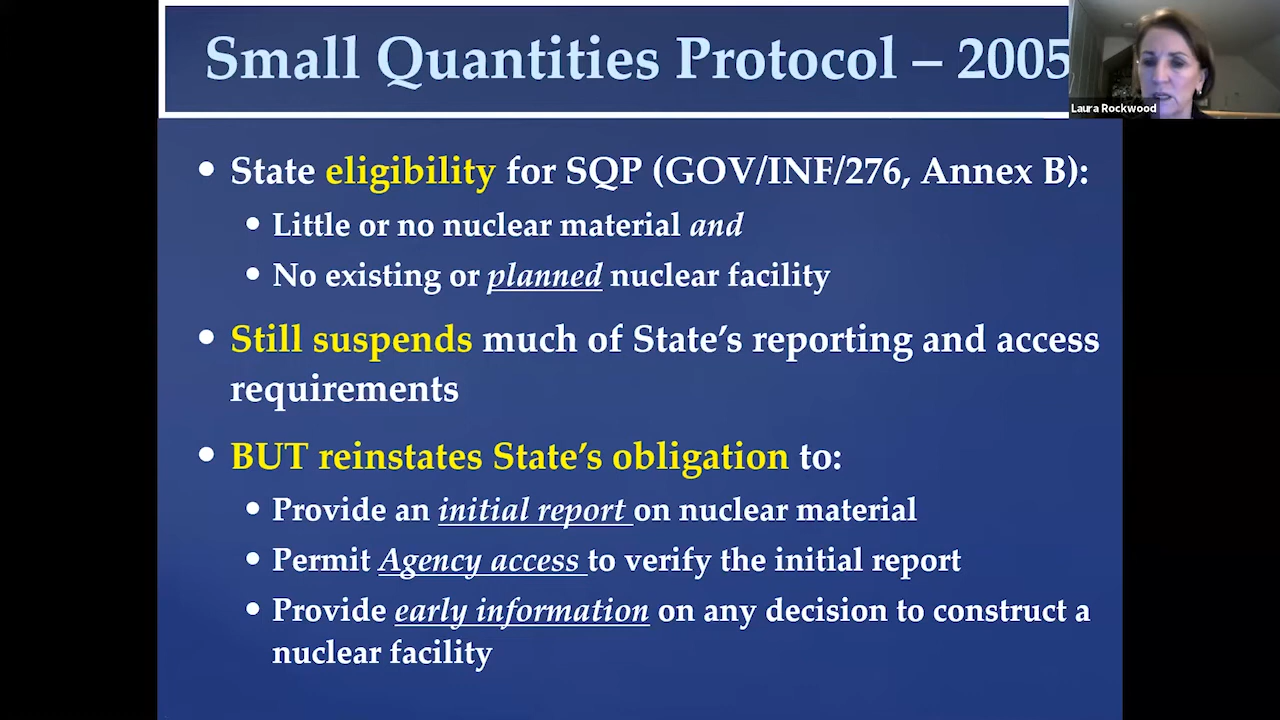 Small Quantities Protocol – 2005
Laura Rockwood
• State eligibility for SQP (GOV/INF/276, Annex B):
• Little or no nuclear material and
• No existing or planned nuclear facility
• Still suspends much of State’s reporting and access
requirements
• BUT reinstates State’s obligation to:
• Provide an initial report on nuclear material
• Permit Agency access to verify the initial report
• Provide early information on any decision to construct a
nuclear facility